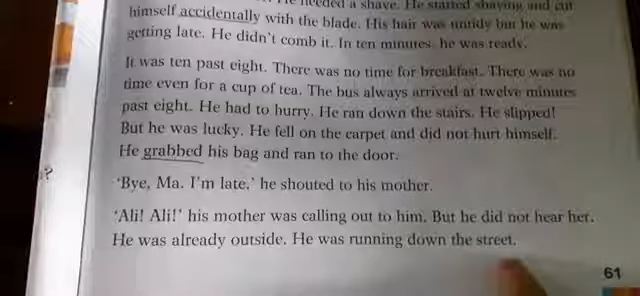 He needed a shave. He started shaving and cut
himself accidentally with the blade. His hair was untidy but he was
getting late. He didn't comb it. In ten minutes, he was ready.
It was ten past eight. There was no time for breakfast. There was no
time even for a cup of tea. The bus always arrived at twelve minutes
past eight. He had to hurry. He ran down the stairs. He slipped!
But he was lucky. He fell on the carpet and did not hurt himself.
He grabbed his bag and ran to the door.
?
'Bye, Ma. I'm late,' he shouted to his mother.
'Ali! Ali!' his mother was calling out to him. But he did not hear her.
He was already outside. He was running down the street.
61